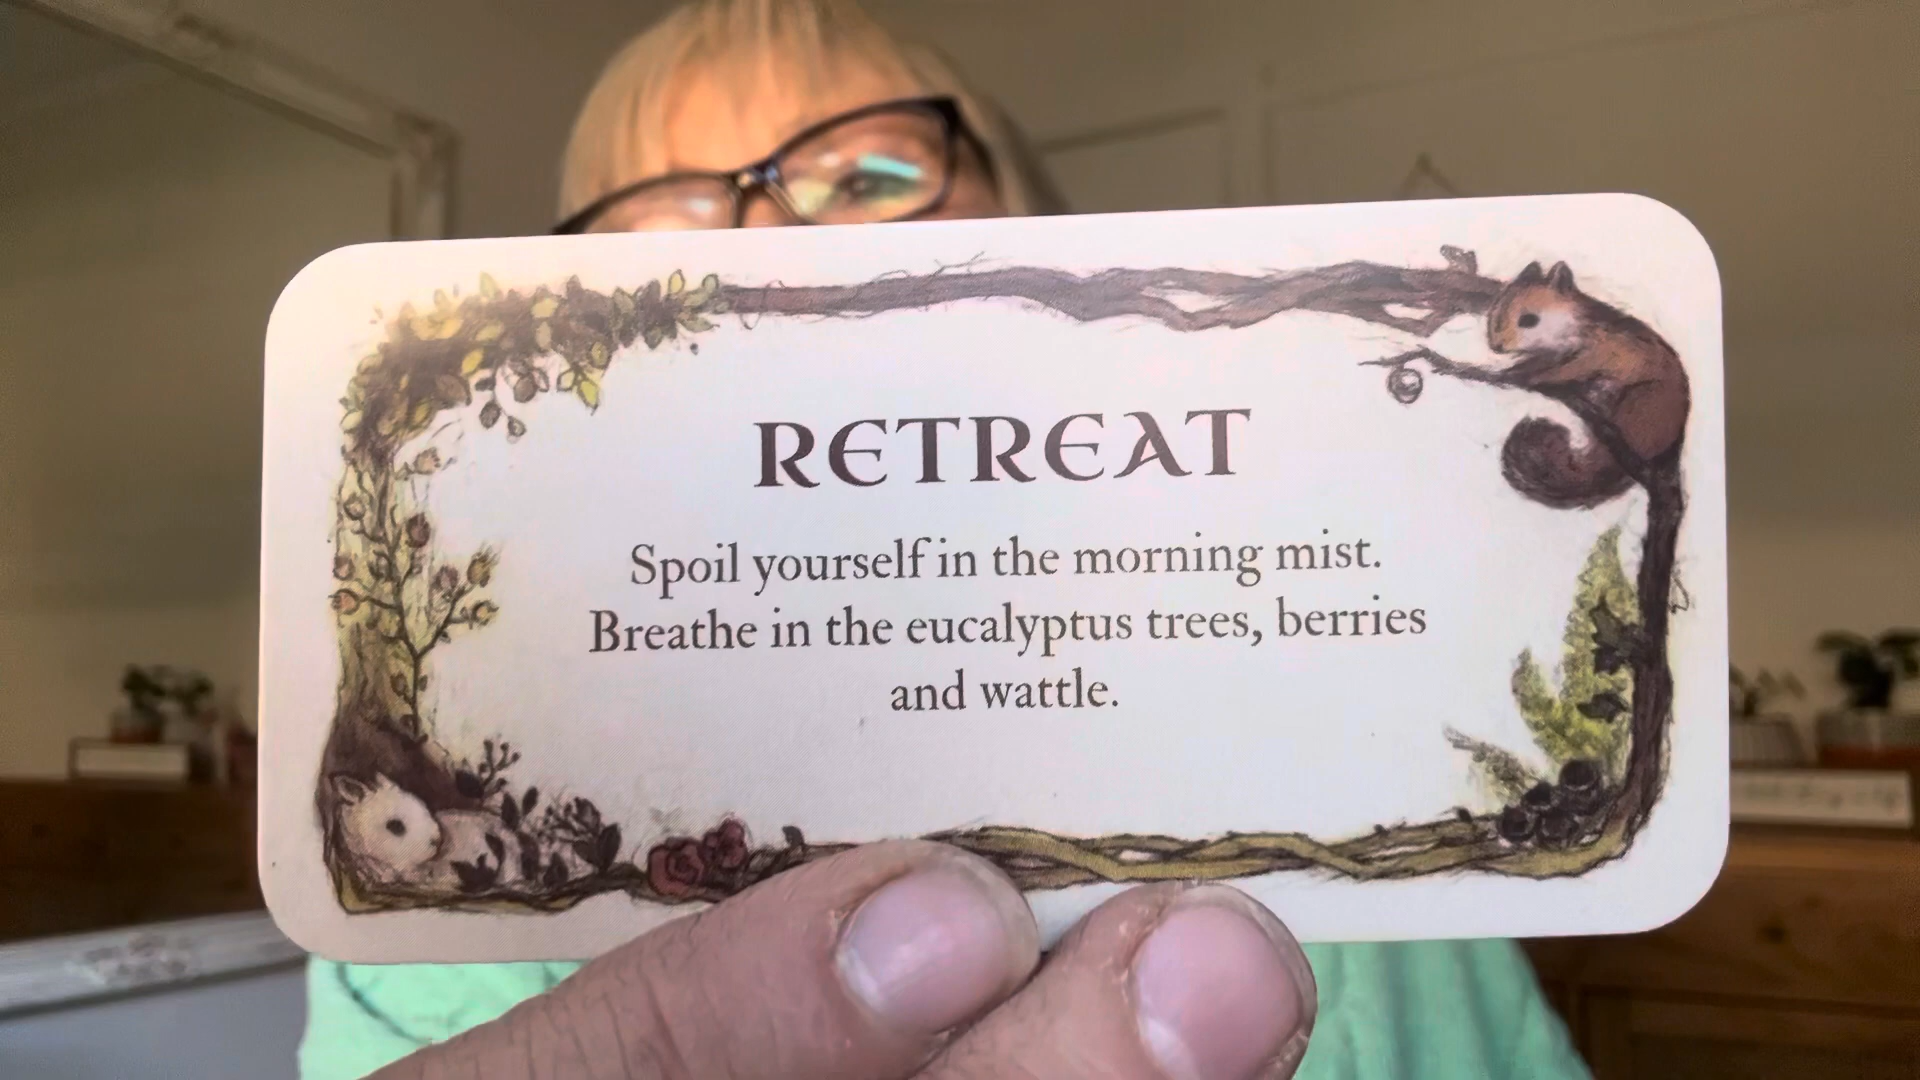 RETREAT
Spoil yourself in the morning mist.
Breathe in the eucalyptus trees, berries
and wattle.